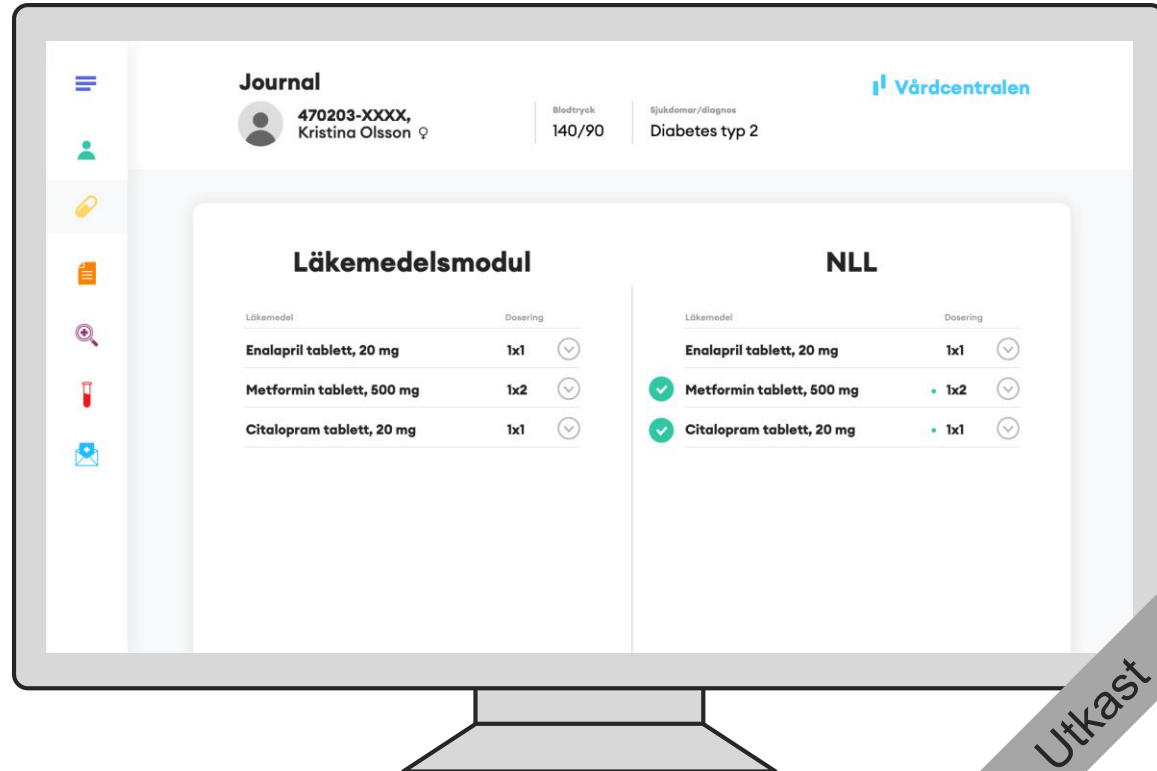 Journal
Vårdcentralen
470203-XXXX,
Kristina Olsson ♀
Blodtryck
140/90
Sjukdomar/diagnos
Diabetes typ 2
Läkemedelsmodul
Läkemedel Dosering
Enalapril tablett, 20 mg 1x1
Metformin tablett, 500 mg 1x2
Citalopram tablett, 20 mg 1x1
NLL
Läkemedel Dosering
Enalapril tablett, 20 mg 1x1
Metformin tablett, 500 mg • 1x2
Citalopram tablett, 20 mg • 1x1
Utkast